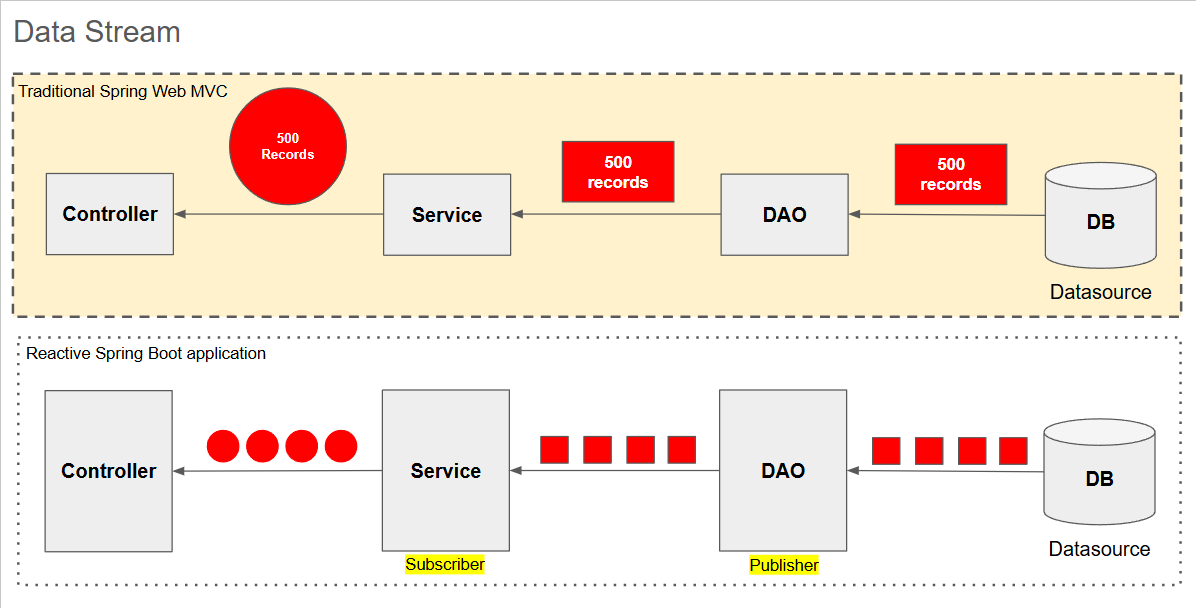 Data Stream
Traditional Spring Web MVC
500
Records
500
records
500
records
Controller
Service
DAO
DB
Datasource
Reactive Spring Boot application
Controller
Service
DAO
DB
Subscriber
Publisher
Datasource